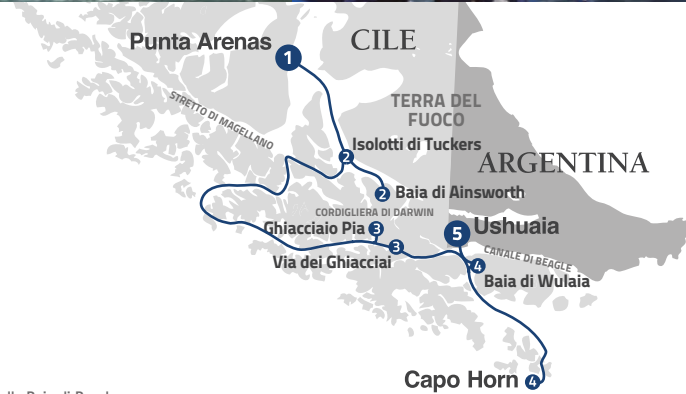 Punta Arenas
1
CILE
STRETTO DI MAGELLANO
TERRA DEL
FUOCO
Isolotti di Tuckers
2
ARGENTINA
2
Baia di Ainsworth
CORDIGLIERA DI DARWIN
Ghiacciaio Pia
3
5
Ushuaia
3
Via dei Ghiacciai
CANALE DI BEAGLE
4
Baia di Wulaia
Capo Horn
4